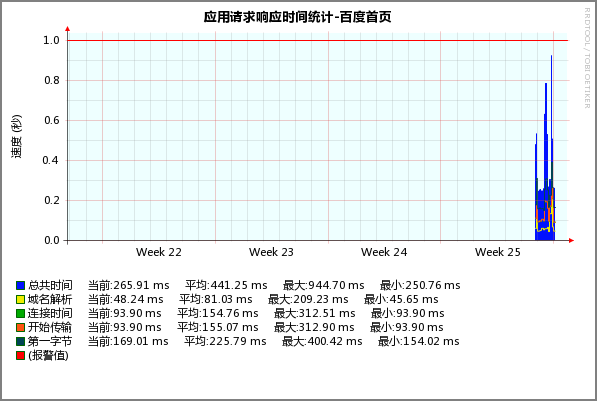 应用请求响应时间统计-百度首页
RRDTOOL / TOBI OETIKER
速度 (秒)
1.0
0.8
0.6
0.4
0.2
0.0
Week 22 Week 23 Week 24 Week 25
总共时间 当前:265.91 ms 平均:441.25 ms 最大:944.70 ms 最小:250.76 ms
域名解析 当前:48.24 ms 平均:81.03 ms 最大:209.23 ms 最小:45.65 ms
连接时间 当前:93.90 ms 平均:154.76 ms 最大:312.51 ms 最小:93.90 ms
开始传输 当前:93.90 ms 平均:155.07 ms 最大:312.90 ms 最小:93.90 ms
第一字节 当前:169.01 ms 平均:225.79 ms 最大:400.42 ms 最小:154.02 ms
(报警值)